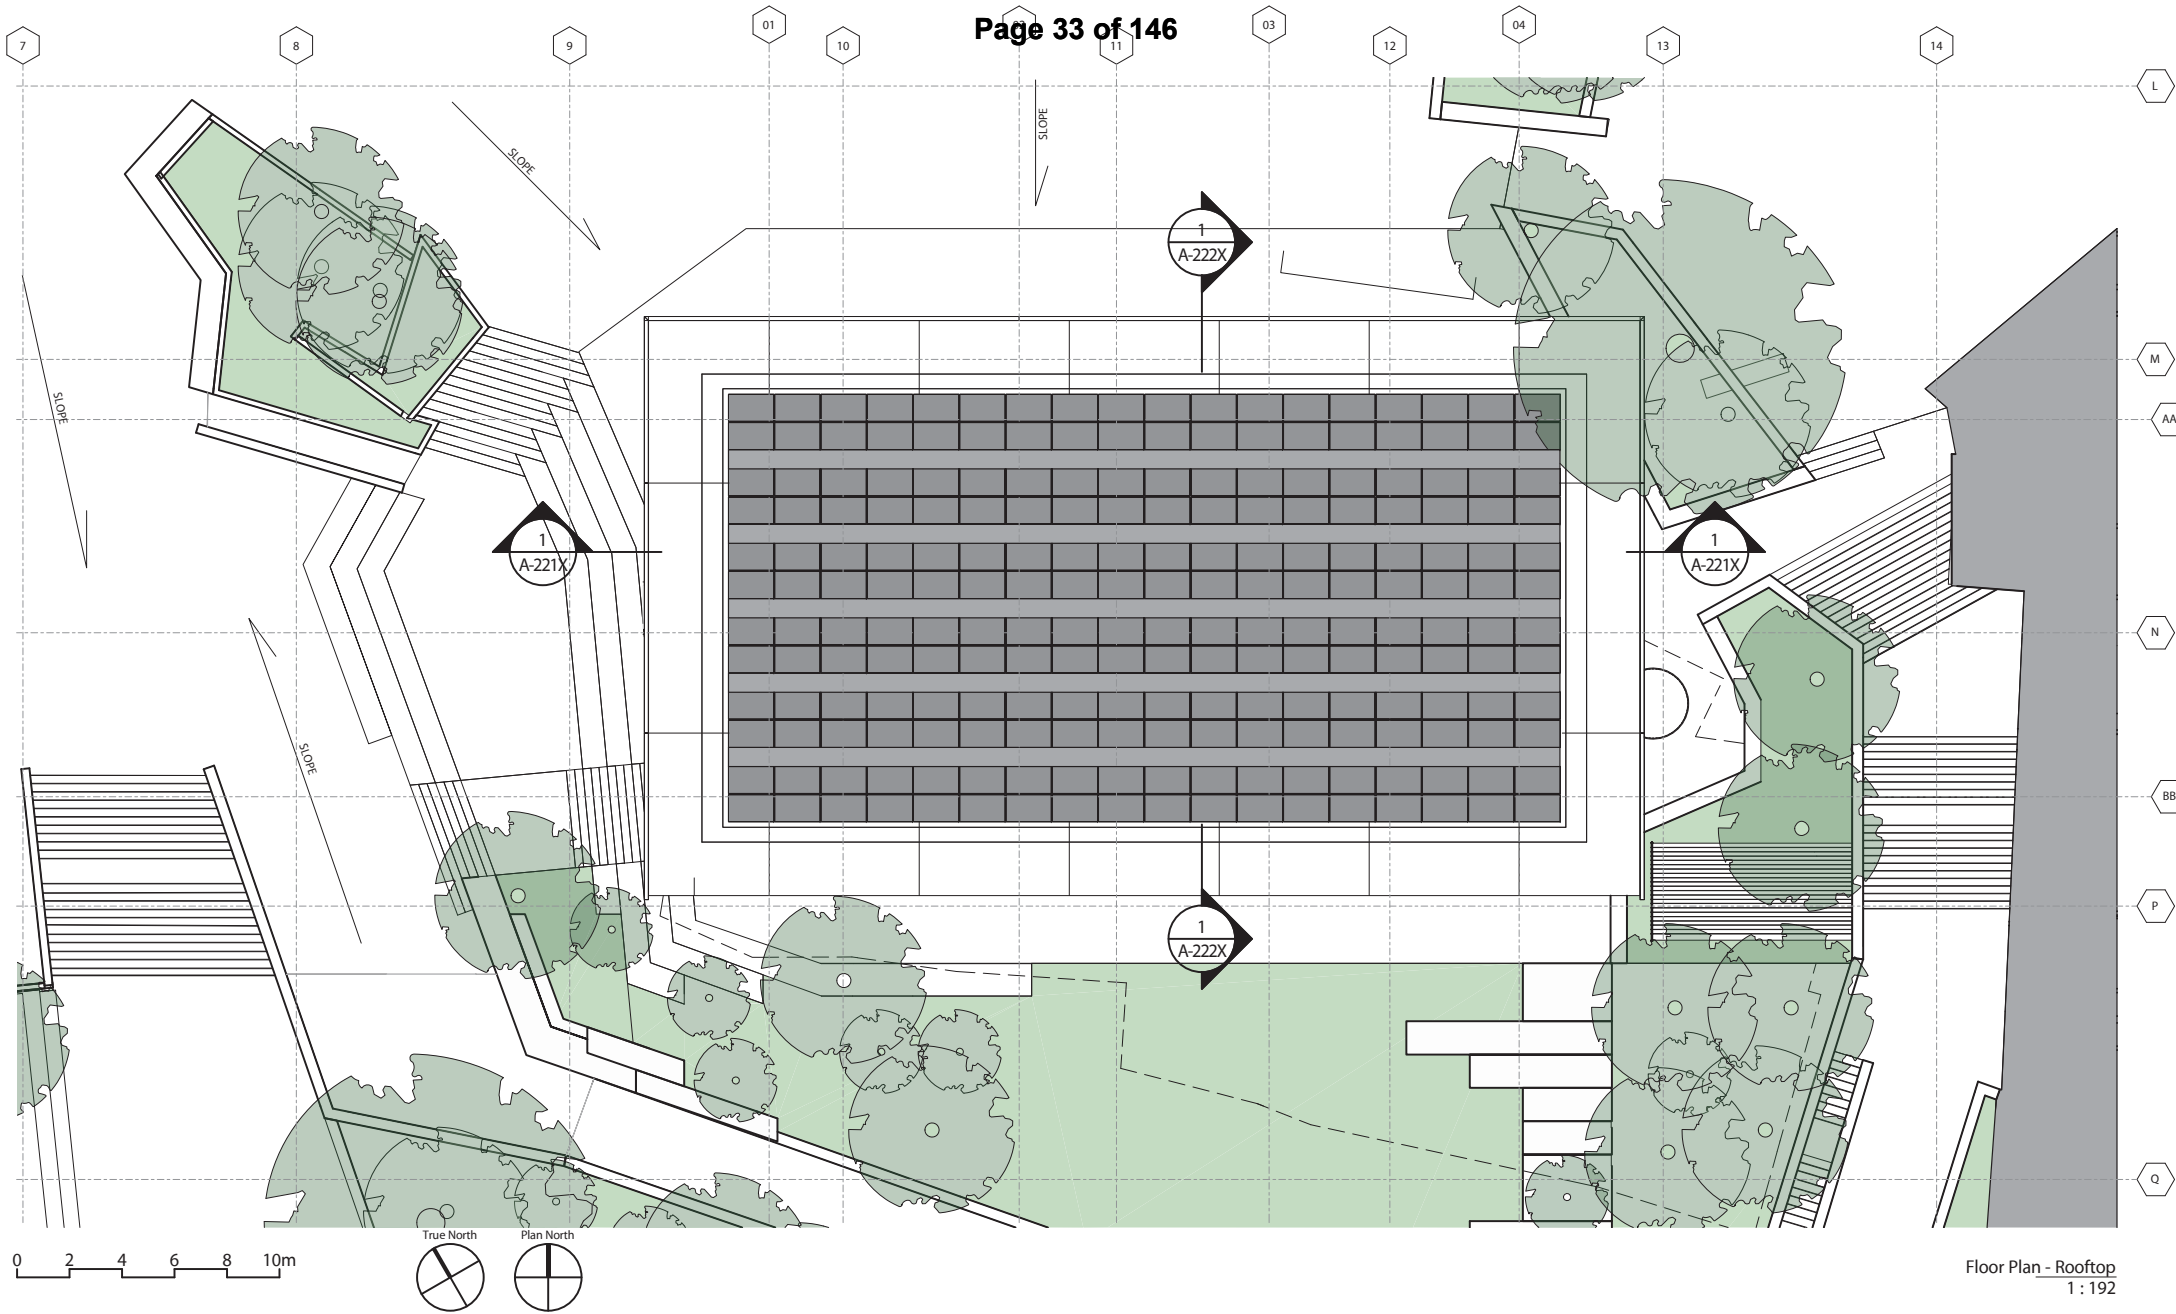 Page 33 of 146
01
03
04
7
8
9
10
11
12
13
14
L
SLOPE
SLOPE
1
A-222X
M
SLOPE
AA
1
A-221X
1
A-221X
N
SLOPE
BB
P
1
A-222X
Q
True North
Plan North
0 2 4 6 8 10m
Floor Plan - Rooftop
1 : 192